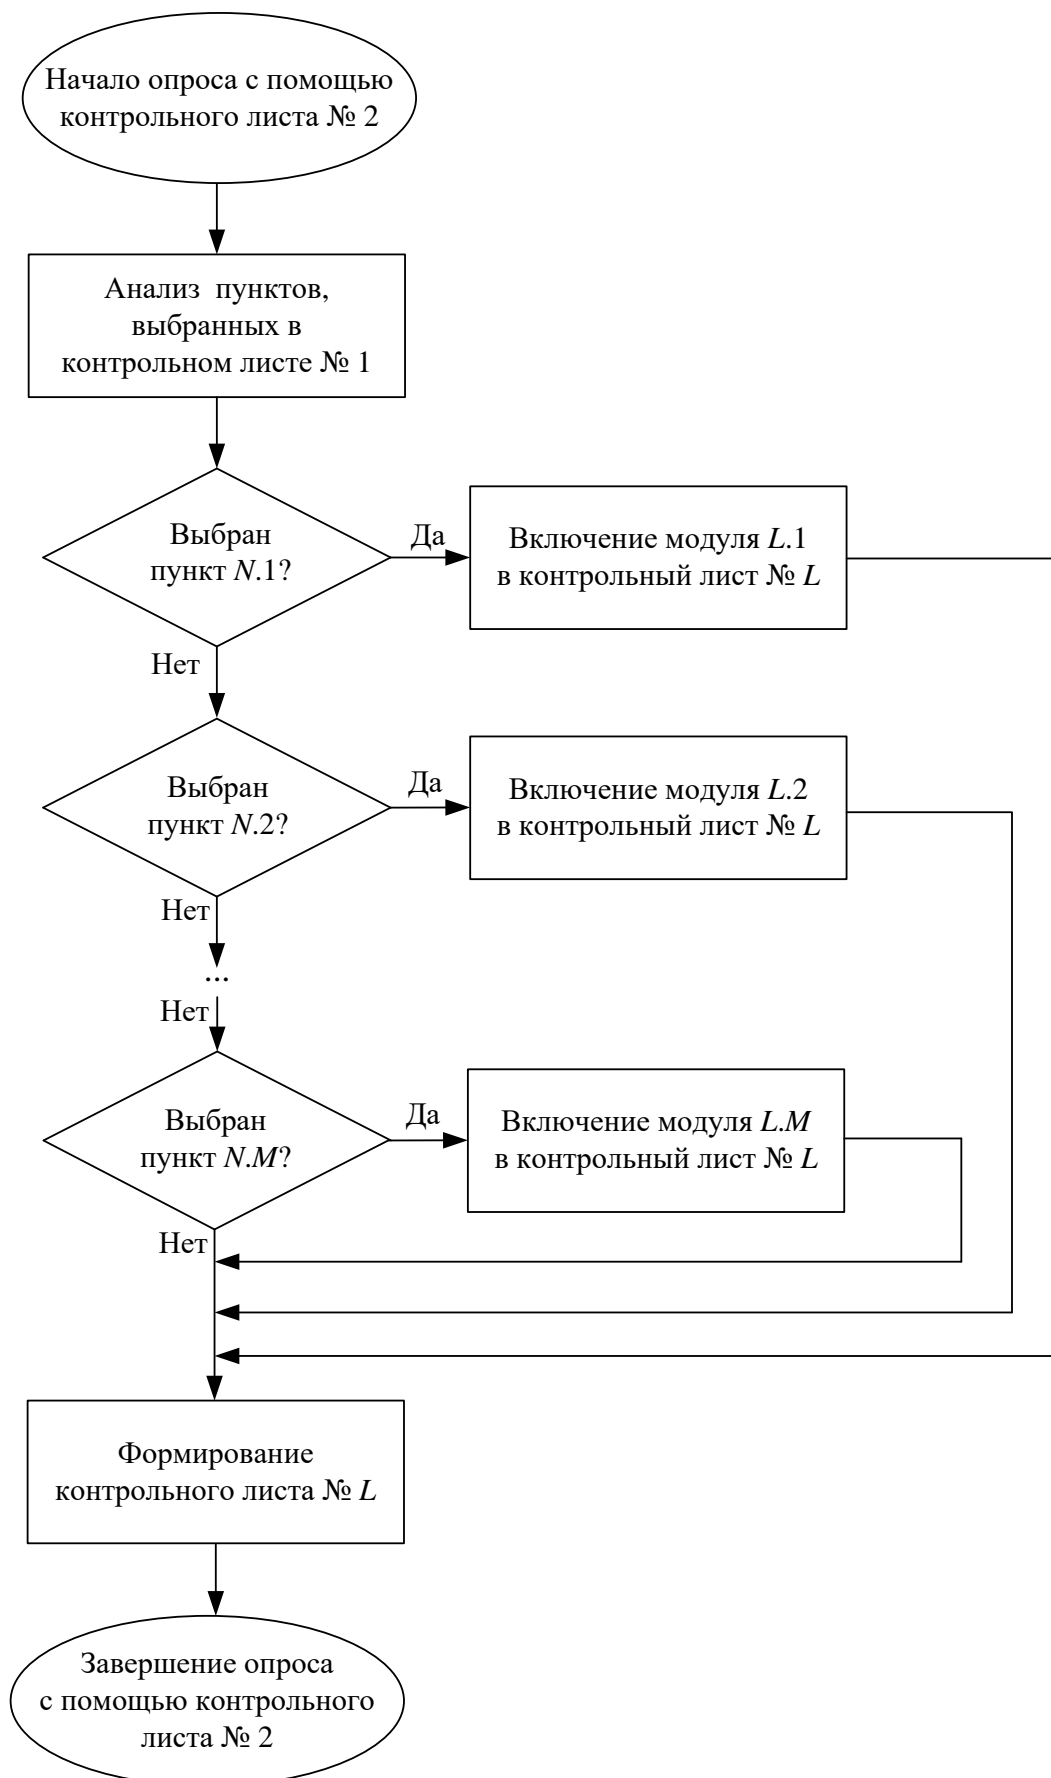 Начало опроса с помощью
контрольного листа № 2
Анализ пунктов,
выбранных в
контрольном листе № 1
Выбран
пункт N.1?
Да
Включение модуля L.1
в контрольный лист № L
Нет
Выбран
пункт N.2?
Да
Включение модуля L.2
в контрольный лист № L
Нет
...
Нет
Выбран
пункт N.M?
Да
Включение модуля L.M
в контрольный лист № L
Нет
Формирование
контрольного листа № L
Завершение опроса
с помощью контрольного
листа № 2